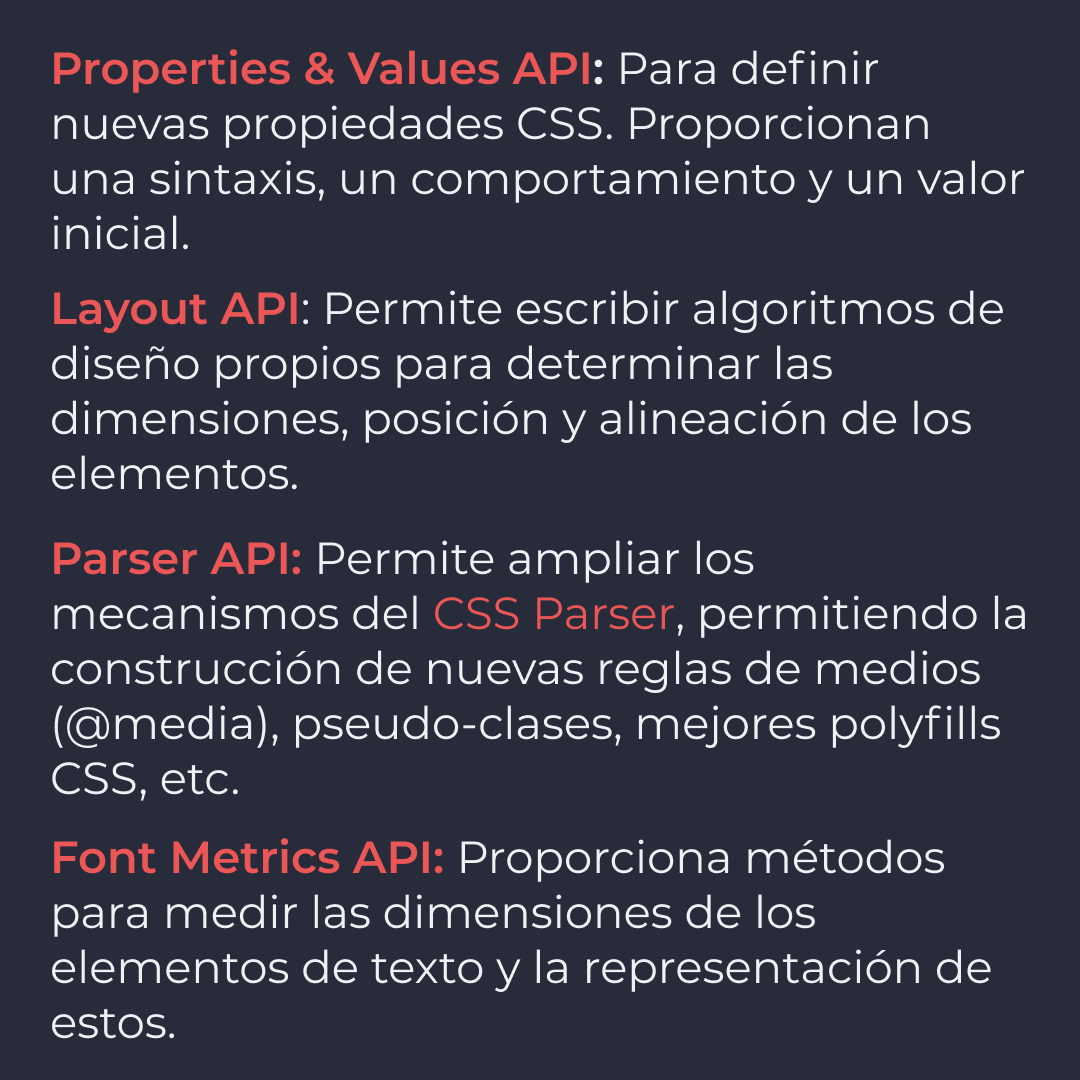 Properties & Values API: Para definir
nuevas propiedades CSS. Proporcionan
una sintaxis, un comportamiento y un valor
inicial.
Layout API: Permite escribir algoritmos de
diseño propios para determinar las
dimensiones, posición y alineación de los
elementos.
Parser API: Permite ampliar los
mecanismos del CSS Parser, permitiendo la
construcción de nuevas reglas de medios
(@media), pseudo-clases, mejores polyfills
CSS, etc.
Font Metrics API: Proporciona métodos
para medir las dimensiones de los
elementos de texto y la representación de
estos.